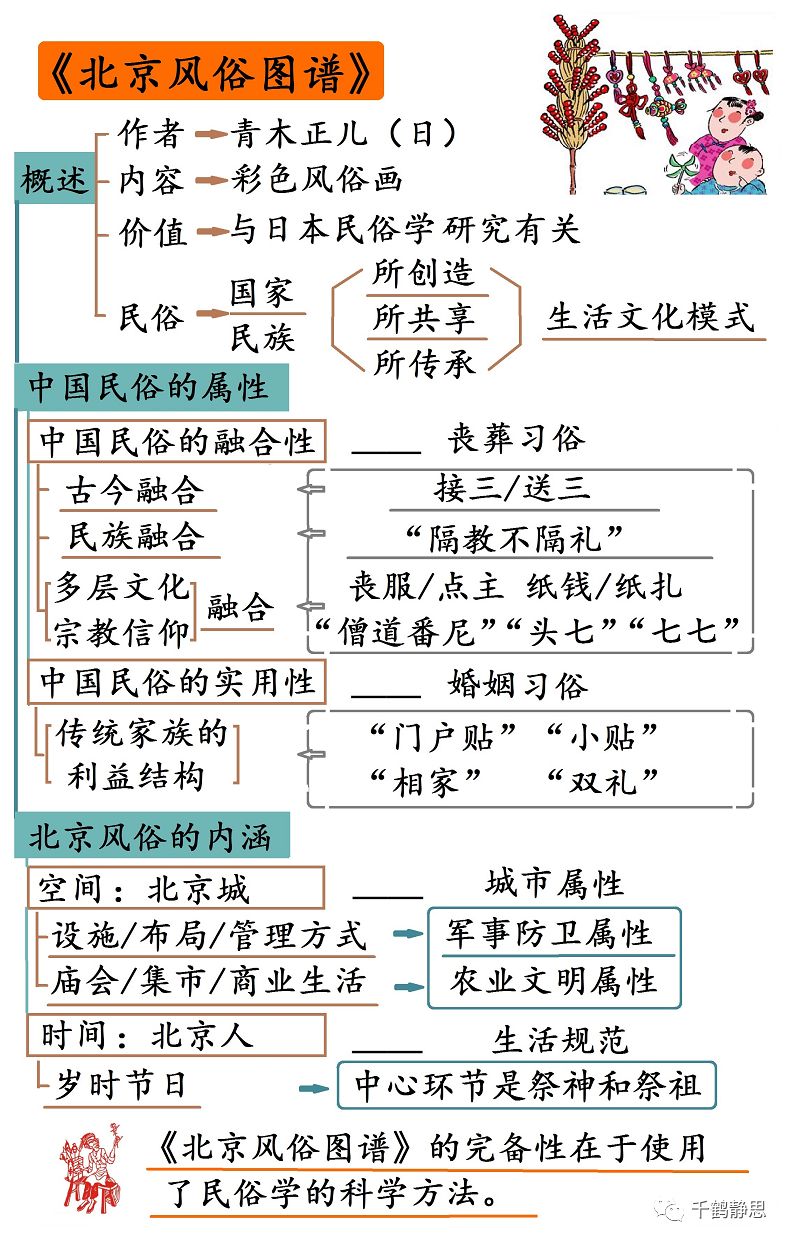 《北京风俗图谱》
概述
作者 青木正儿（日）
内容 彩色风俗画
价值 与日本民俗学研究有关
民俗 国家
民族
所创造
所共享
所传承
生活文化模式
中国民俗的属性
中国民俗的融合性 丧葬习俗
古今融合 接三/送三
民族融合 “隔教不隔礼”
多层文化
宗教信仰
融合
丧服/点主 纸钱/纸扎
“僧道番尼”“头七”“七七”
中国民俗的实用性 婚姻习俗
传统家族的
利益结构
“门户贴” “小贴”
“相家” “双礼”
北京风俗的内涵
空间：北京城 城市属性
设施/布局/管理方式 军事防卫属性
庙会/集市/商业生活 农业文明属性
时间：北京人 生活规范
岁时节日 中心环节是祭神和祭祖
《北京风俗图谱》的完备性在于使用
了民俗学的科学方法。
千鹤静思